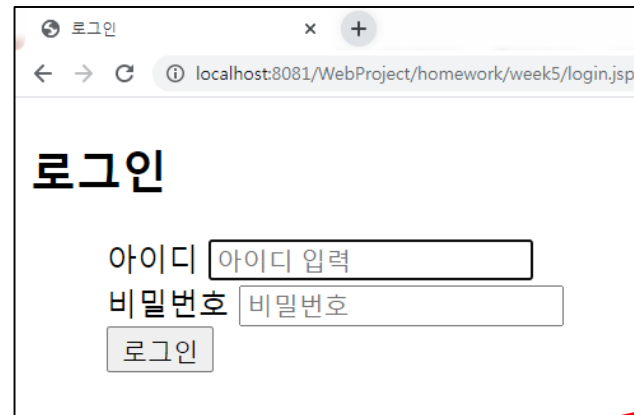 로그인
localhost:8081/WebProject/homework/week5/login.jsp
로그인
아이디 아이디 입력
비밀번호 비밀번호
로그인